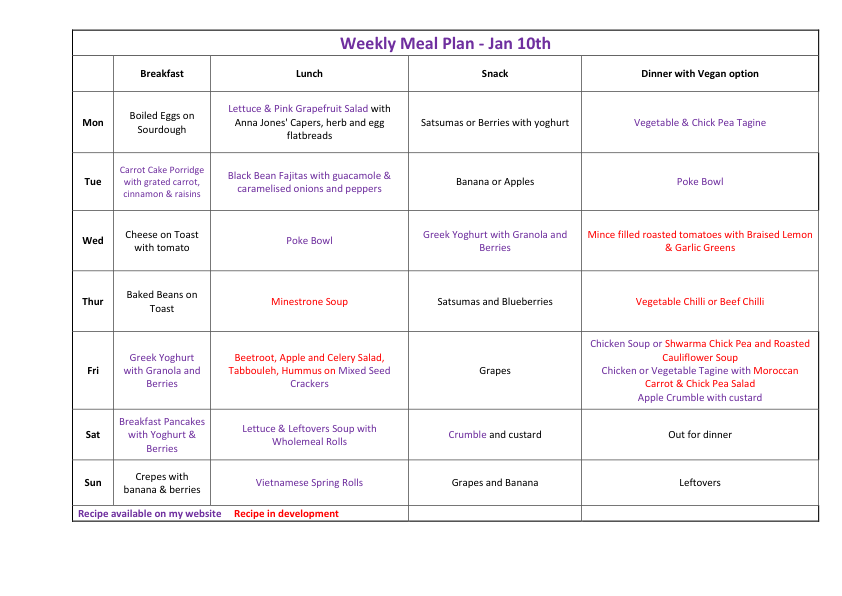 Weekly Meal Plan - Jan 10th
Breakfast
Lunch
Snack
Dinner with Vegan option
Mon
Boiled Eggs on
Sourdough
Lettuce & Pink Grapefruit Salad with
Anna Jones' Capers, herb and egg
flatbreads
Satsumas or Berries with yoghurt
Vegetable & Chick Pea Tagine
Tue
Carrot Cake Porridge
with grated carrot,
cinnamon & raisins
Black Bean Fajitas with guacamole &
caramelised onions and peppers
Banana or Apples
Poke Bowl
Wed
Cheese on Toast
with tomato
Poke Bowl
Greek Yoghurt with Granola and
Berries
Mince filled roasted tomatoes with Braised Lemon
& Garlic Greens
Thur
Baked Beans on
Toast
Minestrone Soup
Satsumas and Blueberries
Vegetable Chilli or Beef Chilli
Fri
Greek Yoghurt
with Granola and
Berries
Beetroot, Apple and Celery Salad,
Tabbouleh, Hummus on Mixed Seed
Crackers
Grapes
Chicken Soup or Shwarma Chick Pea and Roasted
Cauliflower Soup
Chicken or Vegetable Tagine with Moroccan
Carrot & Chick Pea Salad
Apple Crumble with custard
Sat
Breakfast Pancakes
with Yoghurt &
Berries
Lettuce & Leftovers Soup with
Wholemeal Rolls
Crumble and custard
Out for dinner
Sun
Crepes with
banana & berries
Vietnamese Spring Rolls
Grapes and Banana
Leftovers
Recipe available on my website Recipe in development